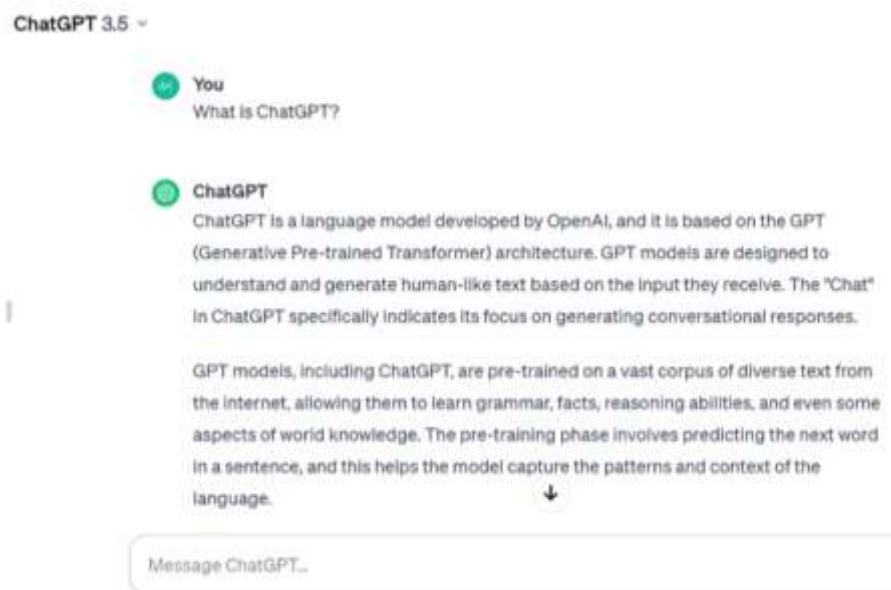 ChatGPT 3.5
You
What is ChatGPT?
ChatGPT
ChatGPT is a language model developed by OpenAI, and it is based on the GPT
(Generative Pre-trained Transformer) architecture. GPT models are designed to
understand and generate human-like text based on the input they receive. The "Chat"
in ChatGPT specifically indicates its focus on generating conversational responses.
GPT models, including ChatGPT, are pre-trained on a vast corpus of diverse text from
the internet, allowing them to learn grammar, facts, reasoning abilities, and even some
aspects of world knowledge. The pre-training phase involves predicting the next word
in a sentence, and this helps the model capture the patterns and context of the
language.
Message ChatGPT...